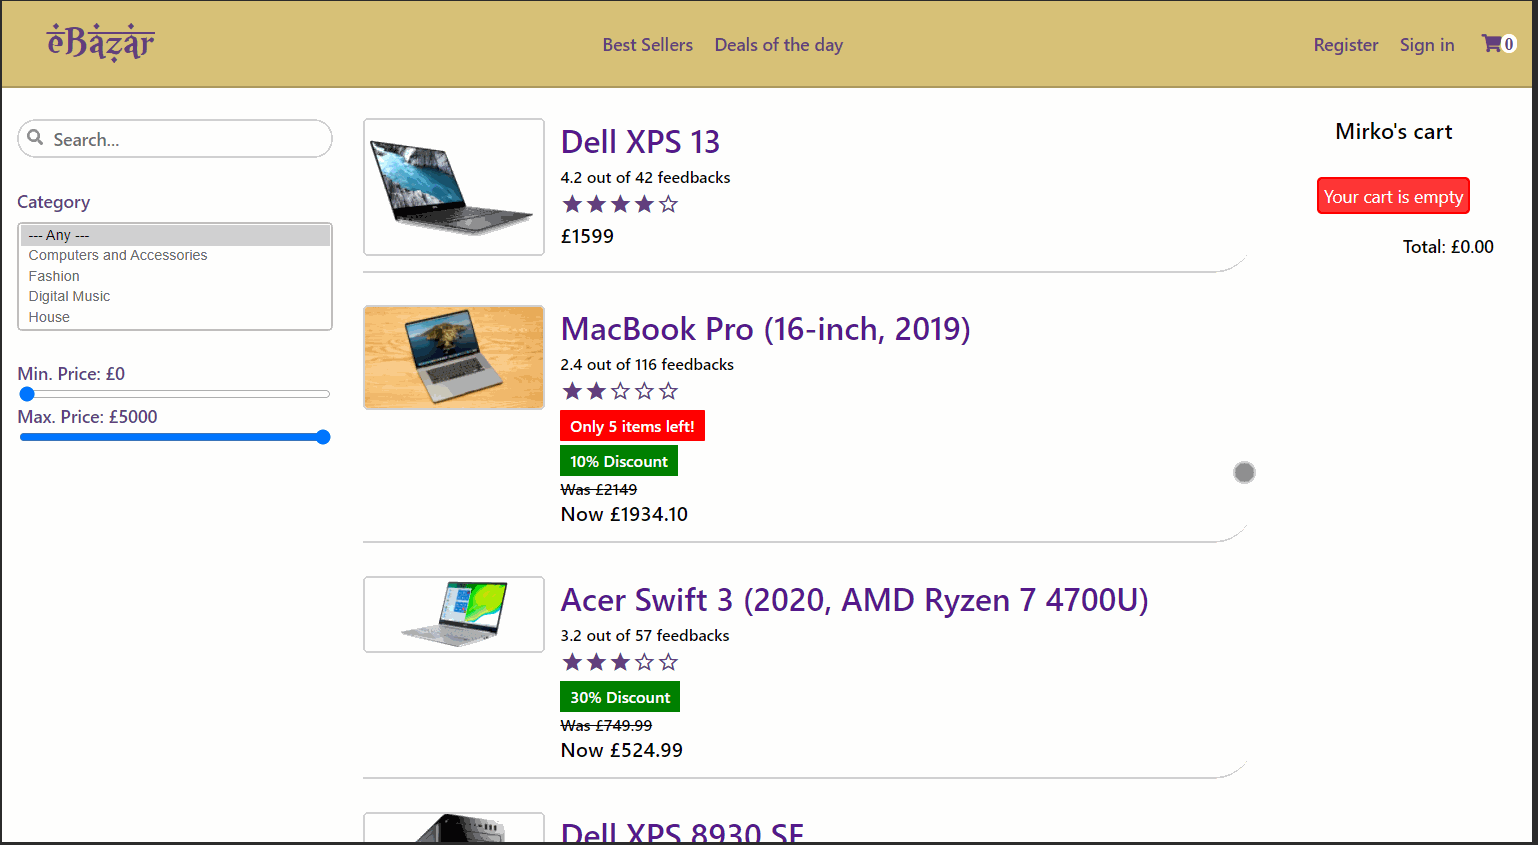 eBazar
Best Sellers
Deals of the day
Register
Sign in
0
Search...
Category
--- Any ---
Computers and Accessories
Fashion
Digital Music
House
Min. Price: £0
Max. Price: £5000
Dell XPS 13
4.2 out of 42 feedbacks
£1599
MacBook Pro (16-inch, 2019)
2.4 out of 116 feedbacks
Only 5 items left!
10% Discount
Was £2149
Now £1934.10
Acer Swift 3 (2020, AMD Ryzen 7 4700U)
3.2 out of 57 feedbacks
30% Discount
Was £749.99
Now £524.99
Dell XPS 8930 SE
Mirko's cart
Your cart is empty
Total: £0.00